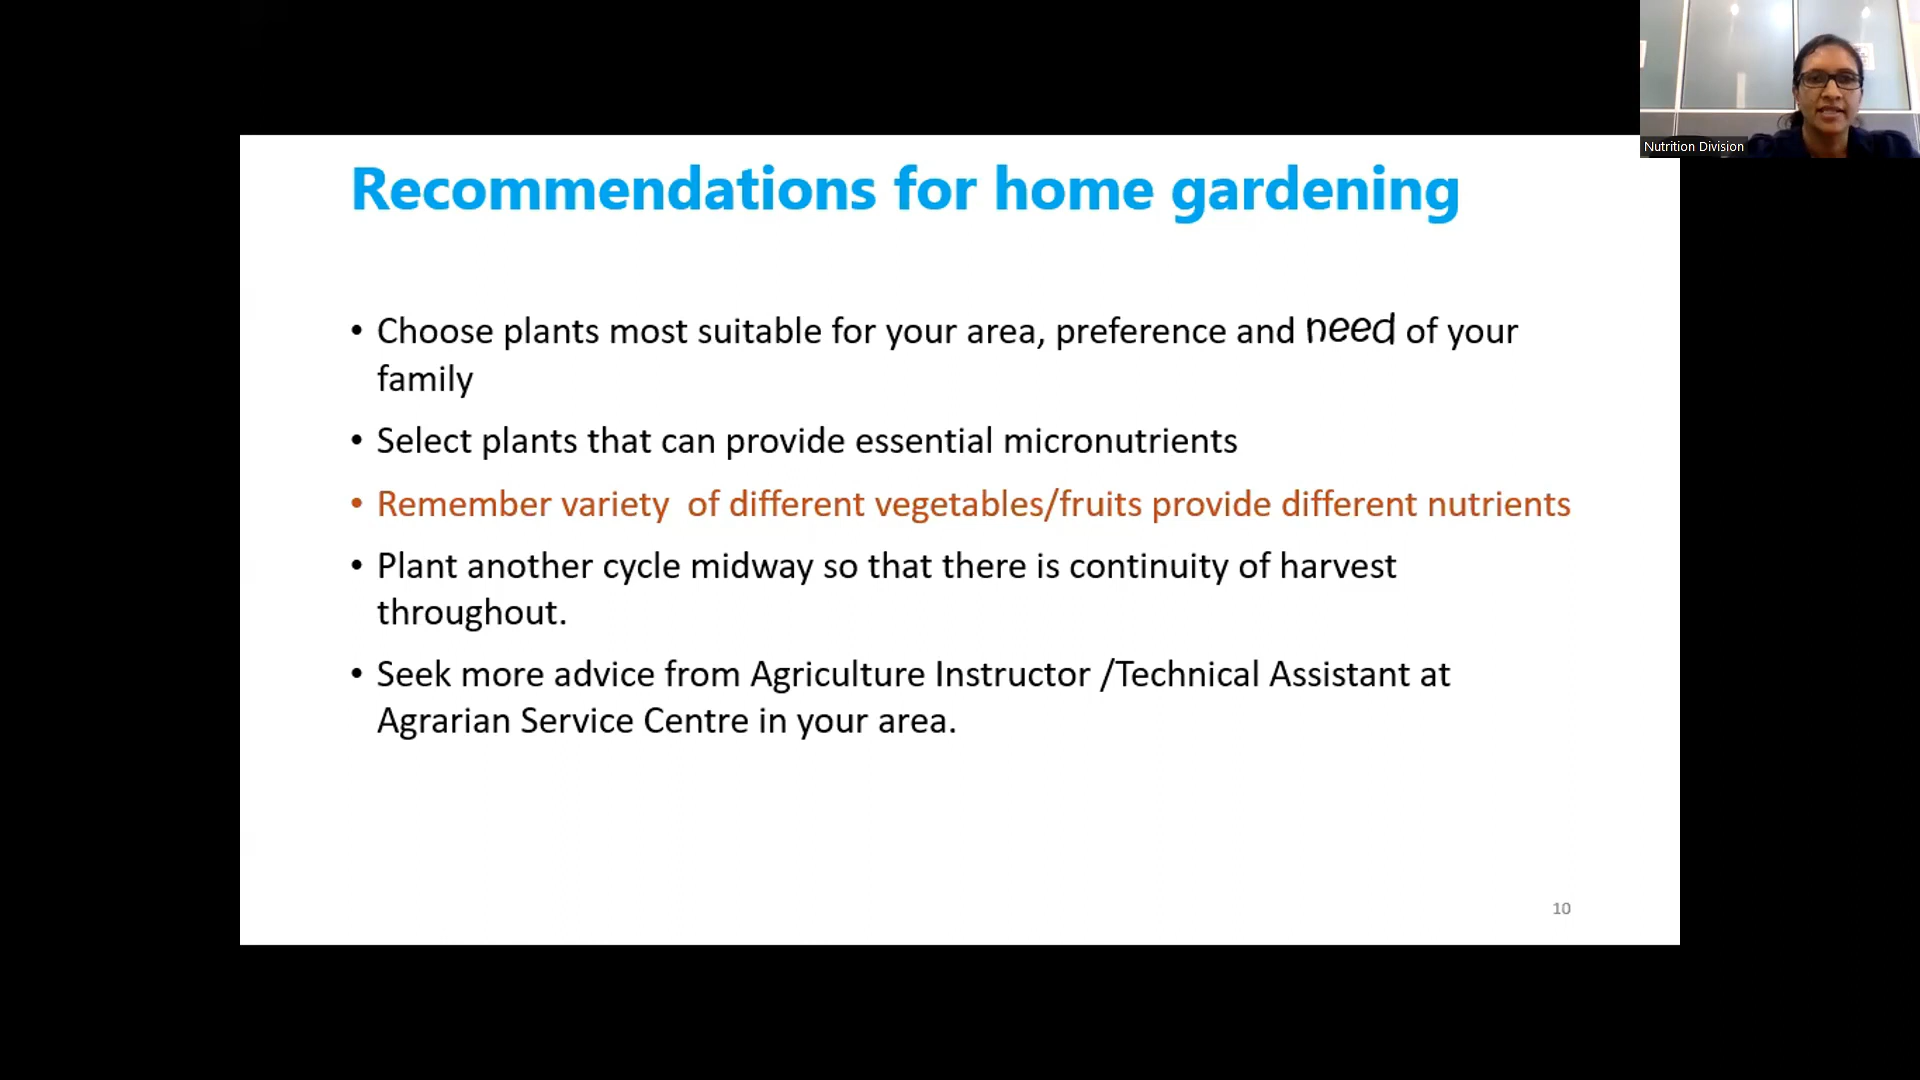 Nutrition Division
Recommendations for home gardening
• Choose plants most suitable for your area, preference and need of your
family
• Select plants that can provide essential micronutrients
• Remember variety  of different vegetables/fruits provide different nutrients
• Plant another cycle midway so that there is continuity of harvest
throughout.
• Seek more advice from Agriculture Instructor /Technical Assistant at
Agrarian Service Centre in your area.
10